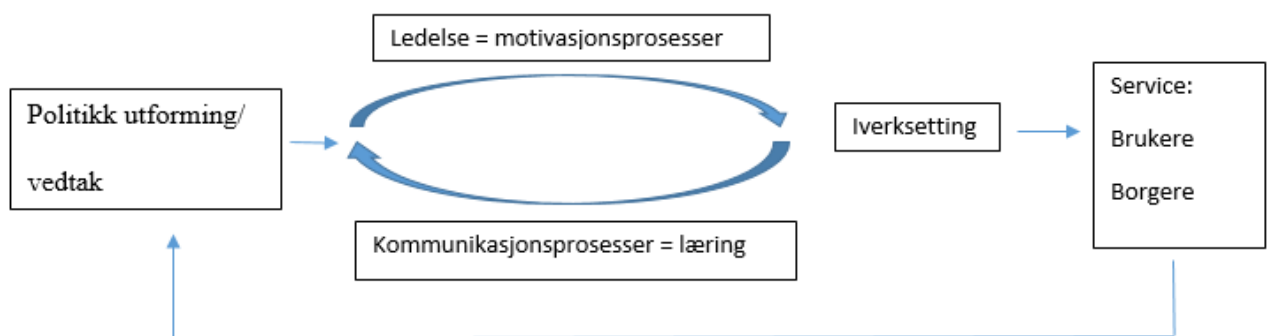 Ledelse = motivasjonsprosesser
Politikk utforming/
vedtak
Iverksetting
Service:
Brukere
Borgere
Kommunikasjonsprosesser = læring